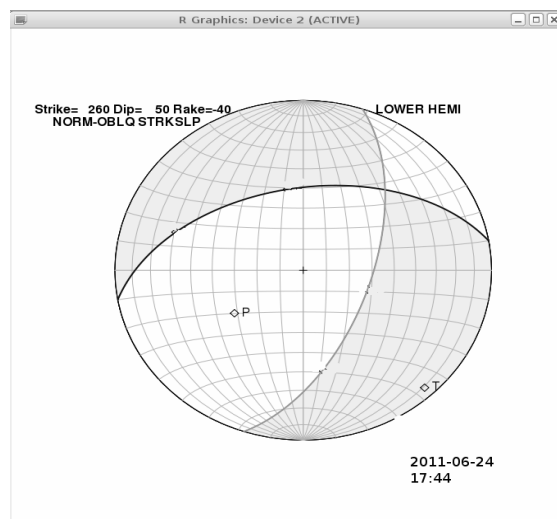 R Graphics: Device 2 (ACTIVE)
Strike= 260 Dip= 50 Rake=-40
NORM-OBLQ STRKSLP
LOWER HEMI
P
T
2011-06-24
17:44